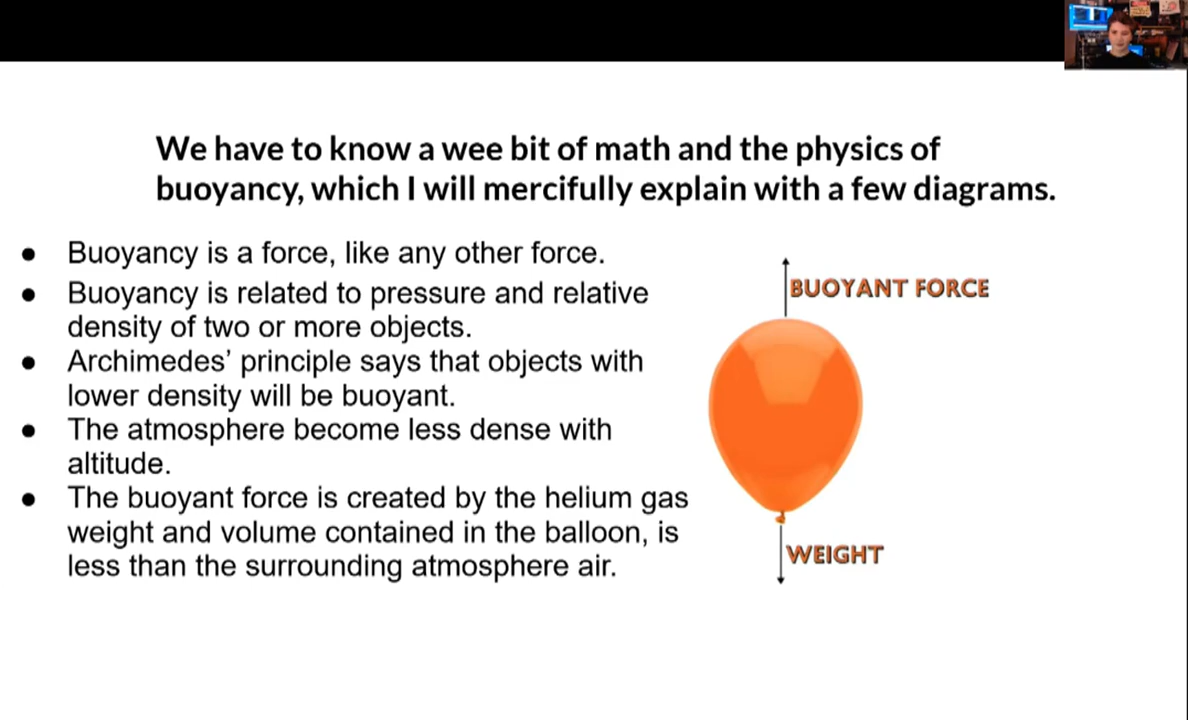 We have to know a wee bit of math and the physics of
buoyancy, which I will mercifully explain with a few diagrams.
● Buoyancy is a force, like any other force.
● Buoyancy is related to pressure and relative
density of two or more objects.
● Archimedes’ principle says that objects with
lower density will be buoyant.
● The atmosphere become less dense with
altitude.
● The buoyant force is created by the helium gas
weight and volume contained in the balloon, is
less than the surrounding atmosphere air.
BUOYANT FORCE
WEIGHT